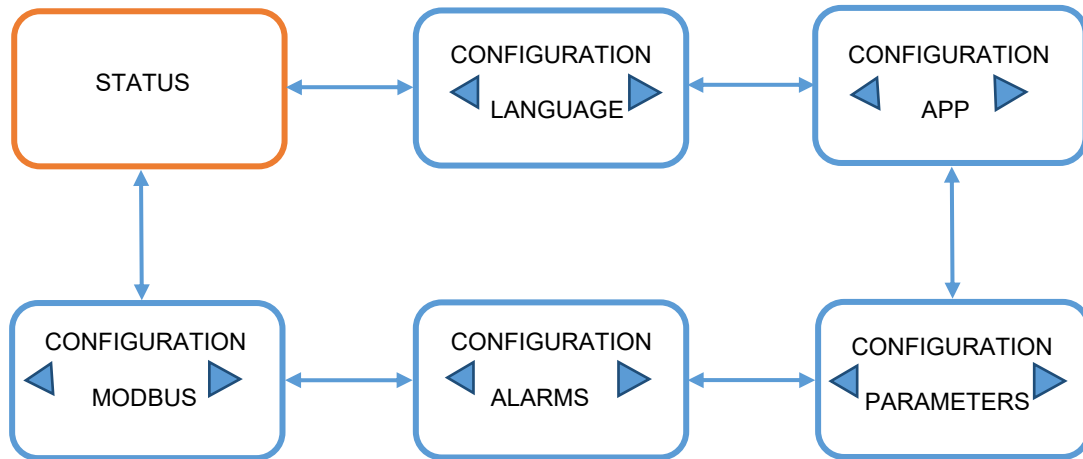 STATUS
CONFIGURATION
LANGUAGE
CONFIGURATION
APP
CONFIGURATION
MODBUS
CONFIGURATION
ALARMS
CONFIGURATION
PARAMETERS